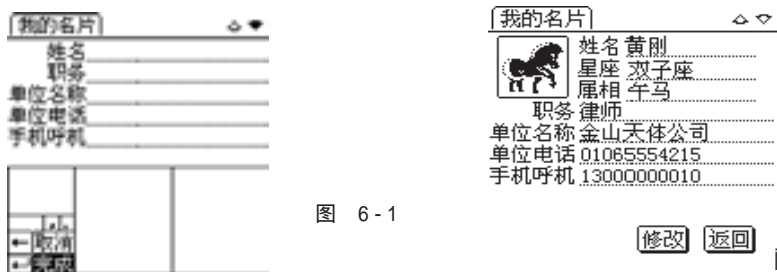 我的名片
姓名
职务
单位名称
单位电话
手机呼机
取消
完成
图 6-1
我的名片
姓名 黄刚
星座 双子座
属相 午马
职务 律师
单位名称 金山天体公司
单位电话 01065554215
手机呼机 13000000010
修改 返回